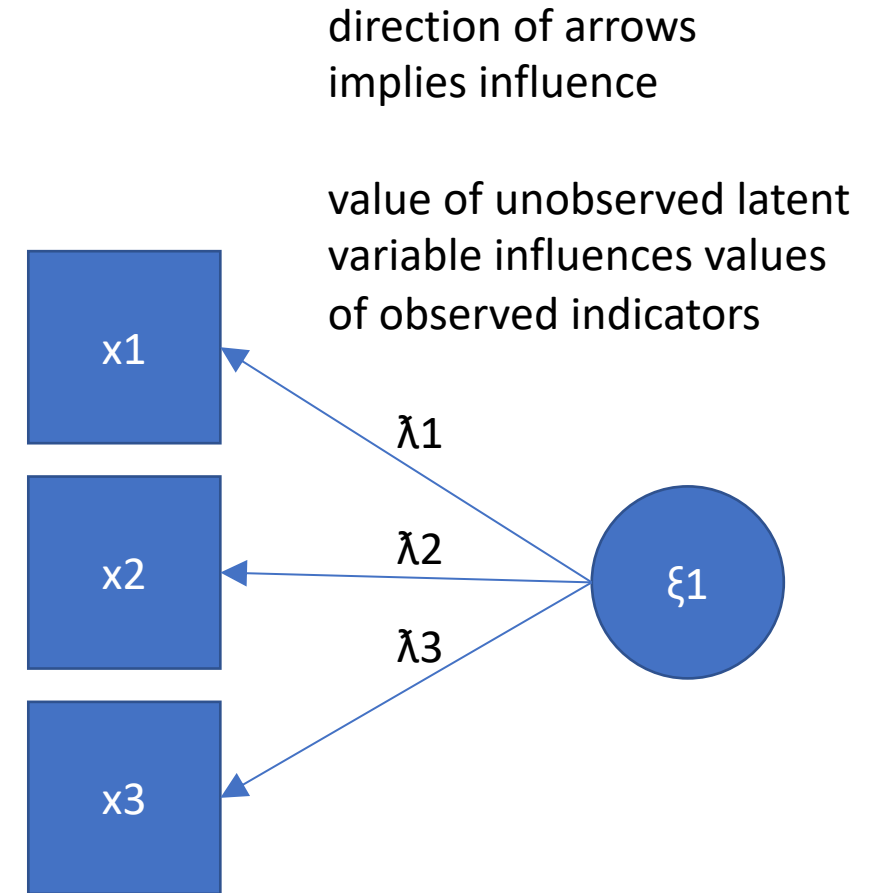 direction of arrows
implies influence
value of unobserved latent
variable influences values
of observed indicators
x1
ƛ1
x2
ƛ2
ξ1
ƛ3
x3